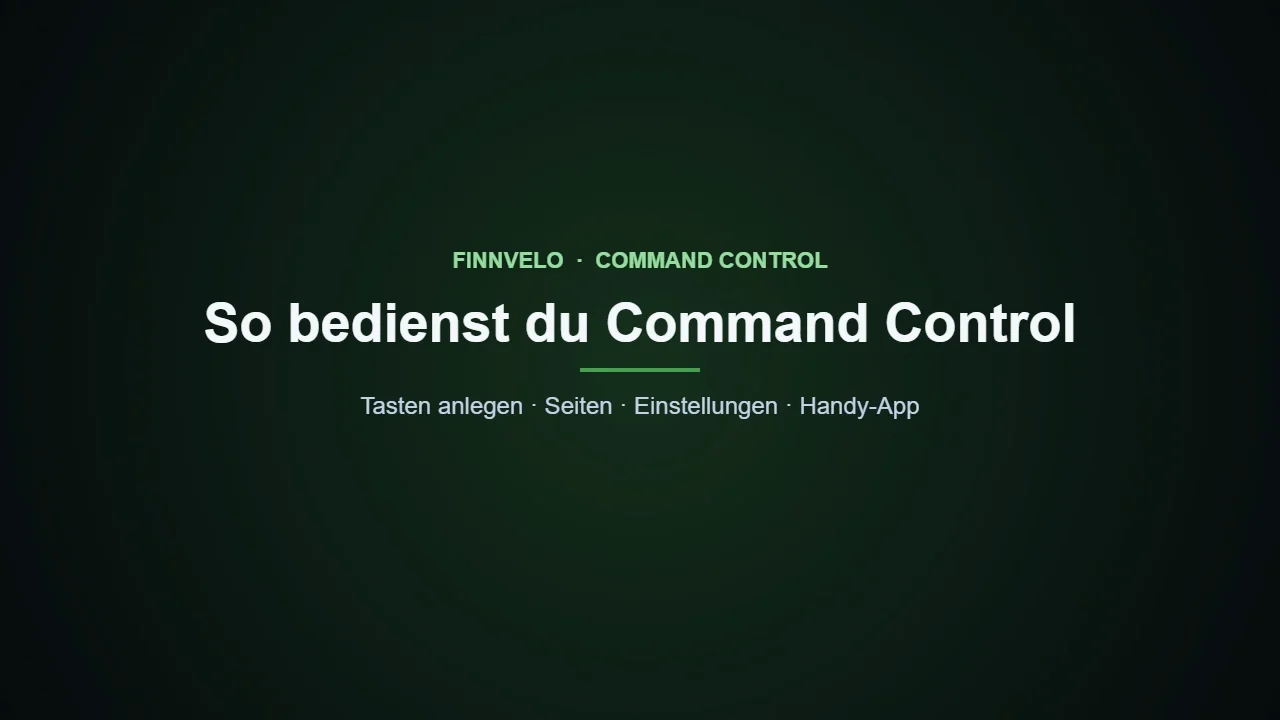 FINNVELO · COMMAND CONTROL
So bedienst du Command Control
Tasten anlegen · Seiten · Einstellungen · Handy-App